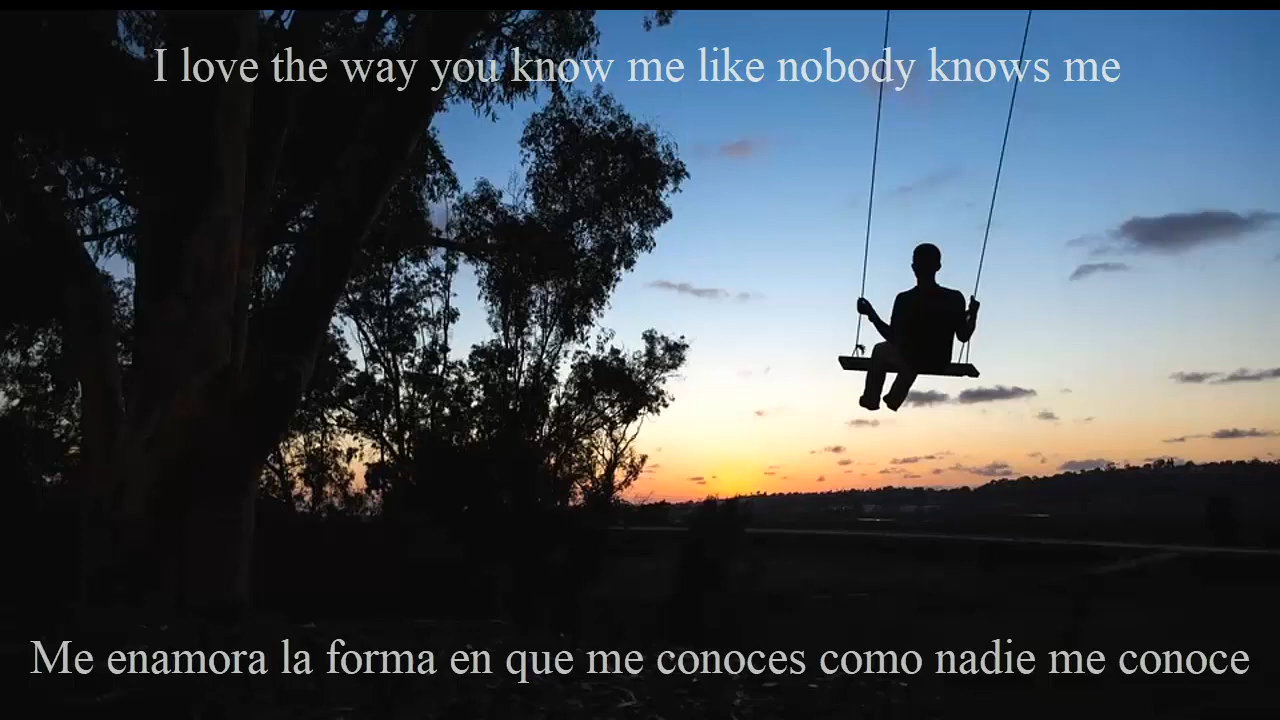 I love the way you know me like nobody knows me
Me enamora la forma en que me conoces como nadie me conoce